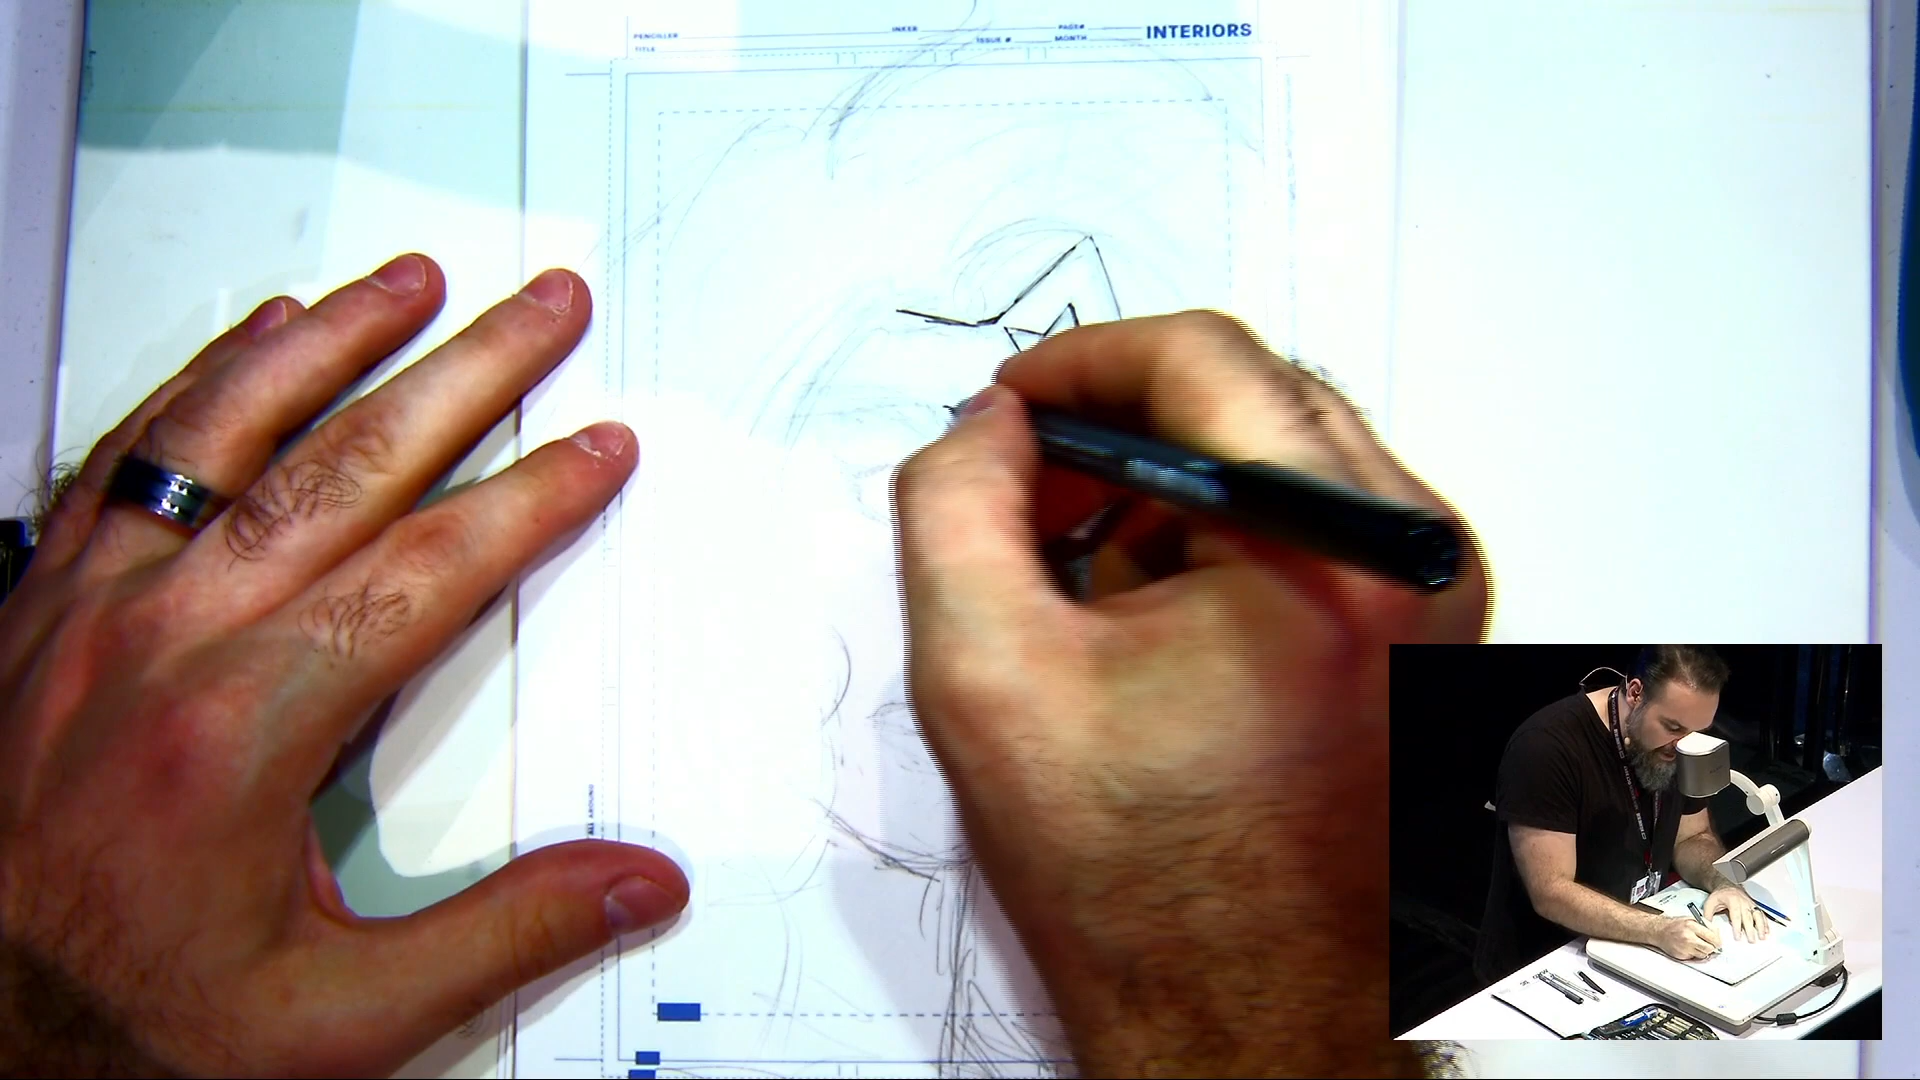 PENCILLER INKER PAGE# INTERIORS
TITLE ISSUE # MONTH
ALL AROUND